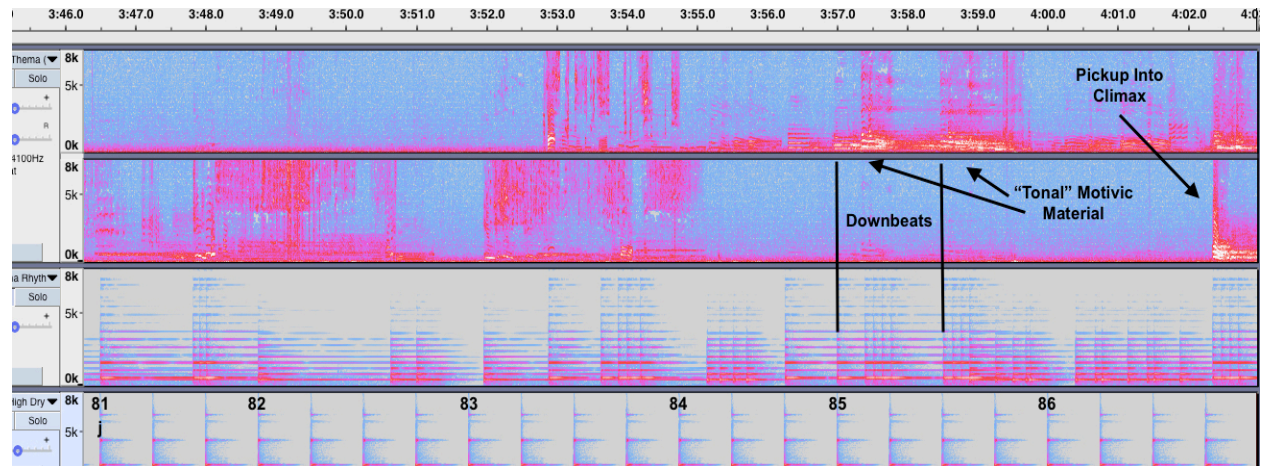 3:46.0 3:47.0 3:48.0 3:49.0 3:50.0 3:51.0 3:52.0 3:53.0 3:54.0 3:55.0 3:56.0 3:57.0 3:58.0 3:59.0 4:00.0 4:01.0 4:02.0 4:0
Thema (
8k
Solo
5k
+
R
0k
4100Hz
at
Pickup Into
Climax
8k
5k
0k
Downbeats
“Tonal” Motivic
Material
a Rhyth
8k
Solo
5k
+
0k
High Dry
8k
81 82 83 84 85 86
Solo
j
5k
+